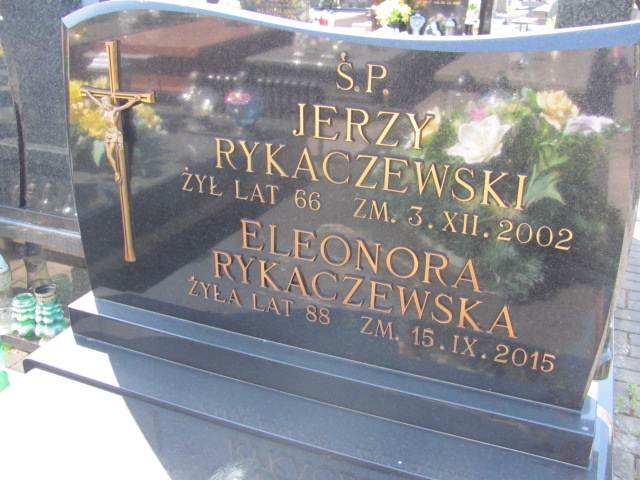 Ś.P.
JERZY
RYKACZEWSKI
ŻYŁ LAT 66 ZM. 3.XII.2002
ELEONORA
RYKACZEWSKA
ŻYŁA LAT 88 ZM. 15.IX.2015